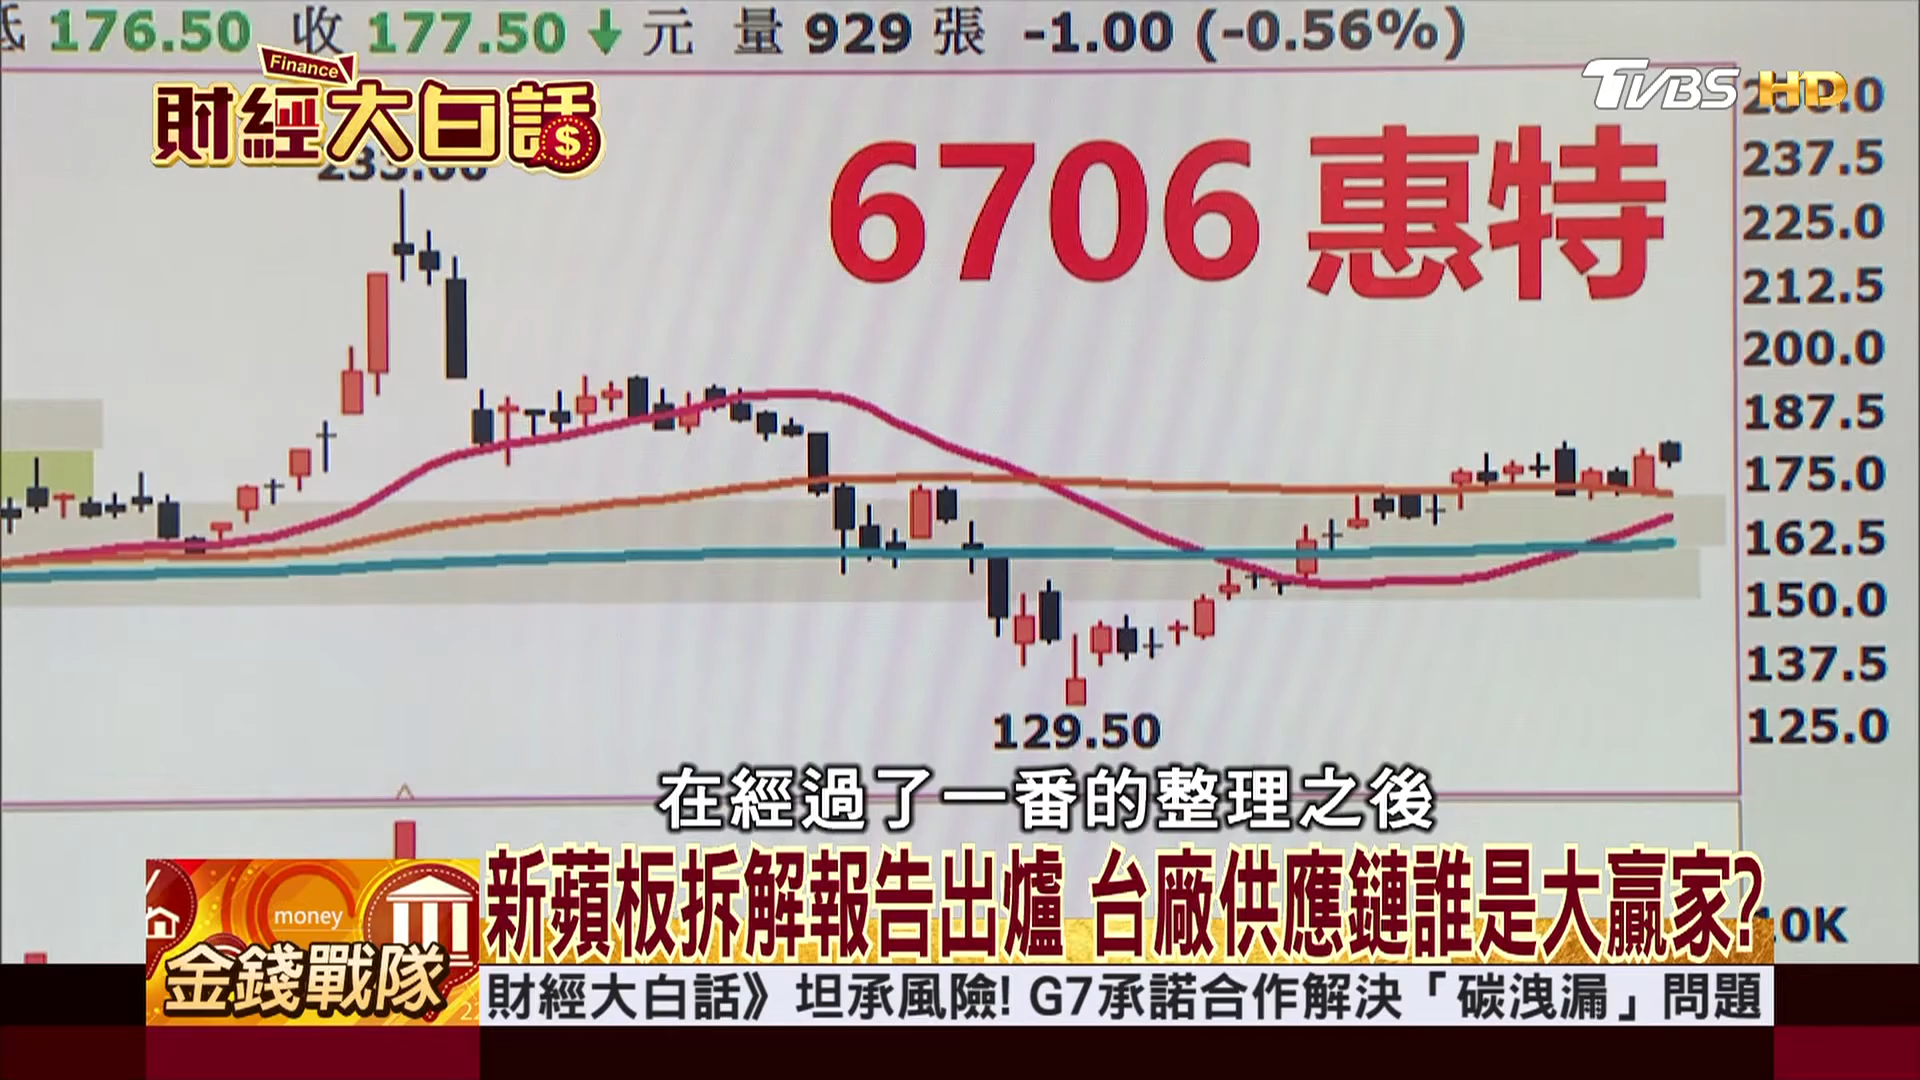 176.50 收 177.50 ↓ 元 量 929 張 -1.00 (-0.56%)
Finance
財經大白話
$
TVBS HD
6706 惠特
237.5
225.0
212.5
200.0
187.5
175.0
162.5
150.0
137.5
125.0
129.50
在經過了一番的整理之後
money
金錢戰隊
新蘋板拆解報告出爐 台廠供應鏈誰是大贏家?
財經大白話》坦承風險! G7承諾合作解決「碳洩漏」問題